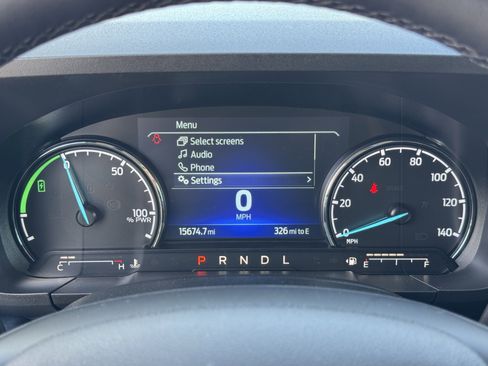 Menu
Select screens
Audio
Phone
Settings
0
MPH
15674.7 mi 326 mi to E
0 50 100
% PWR
0 20 40 60 80 100 120 140
MPH
C H
P R N D L
E F